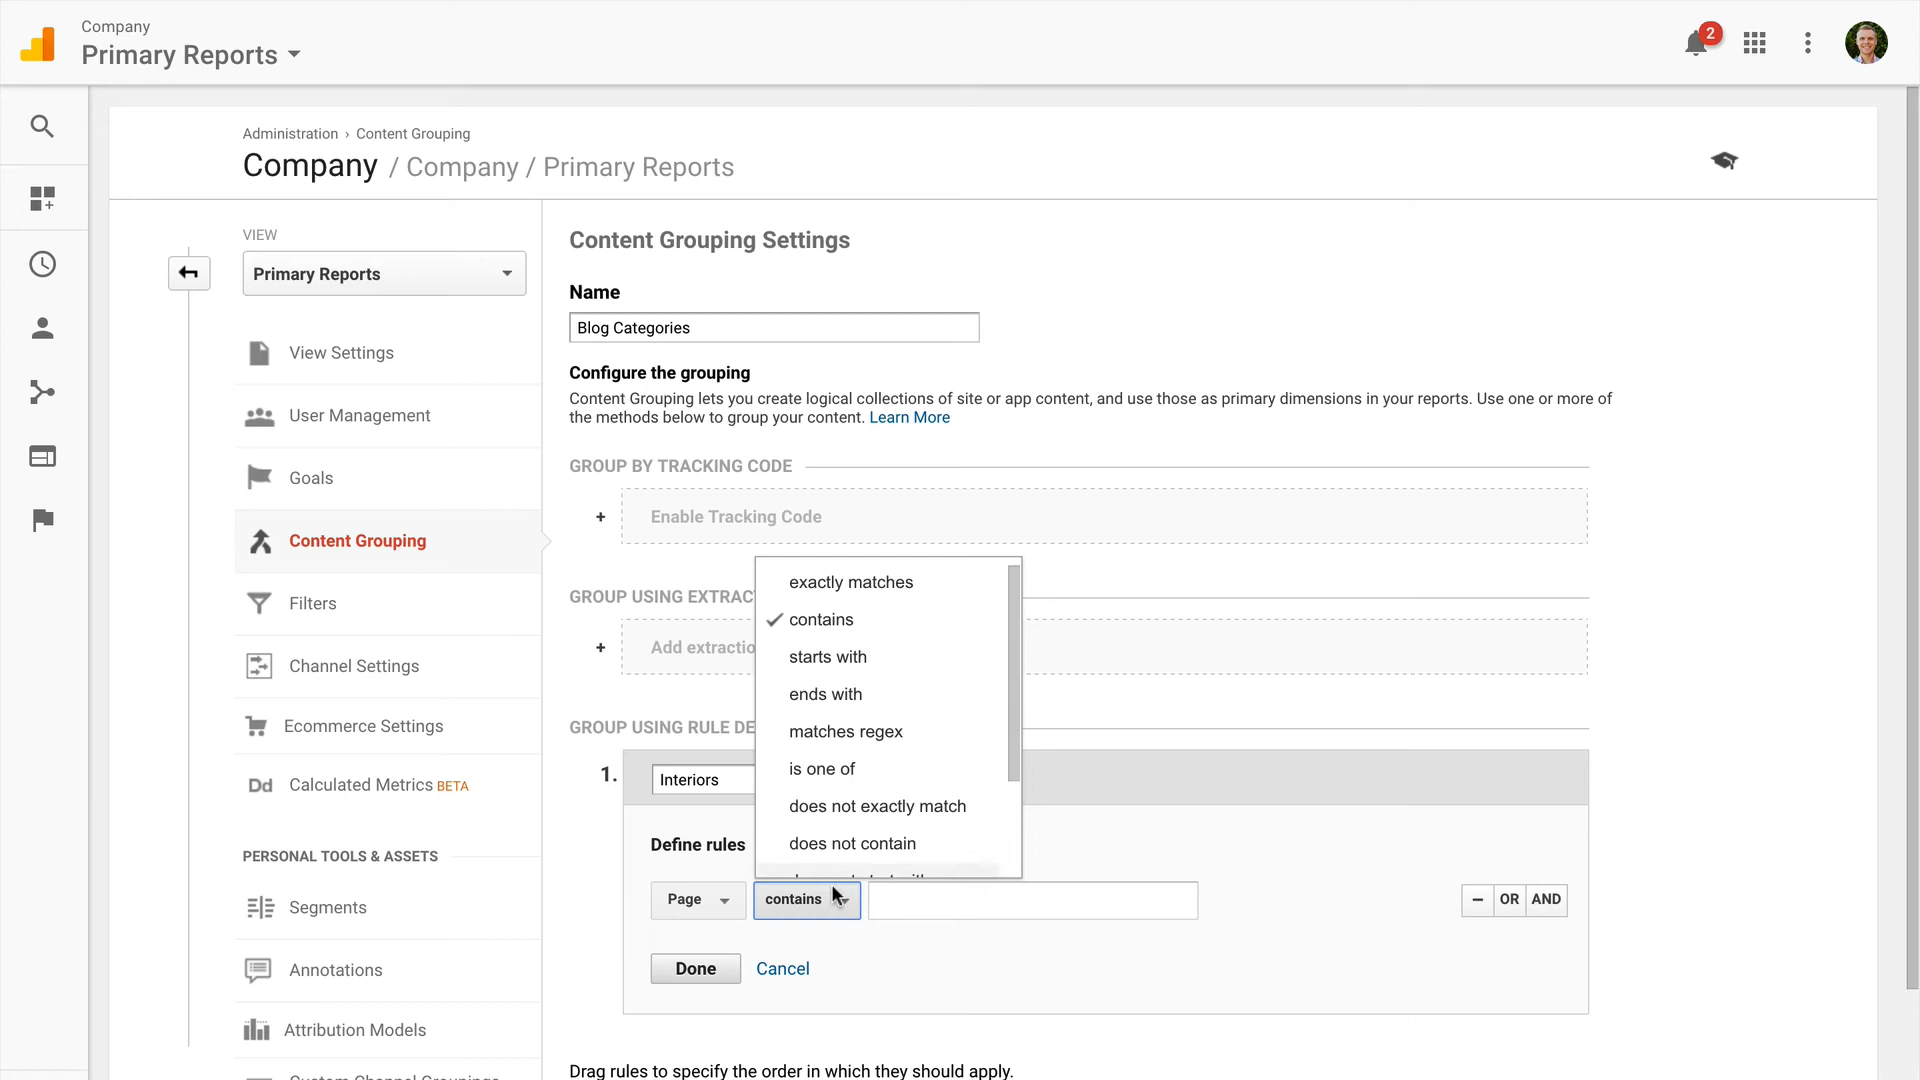 Company
Primary Reports
2
Administration › Content Grouping
Company / Company / Primary Reports
VIEW
Primary Reports
View Settings
User Management
Goals
Content Grouping
Filters
Channel Settings
Ecommerce Settings
Dd Calculated Metrics BETA
PERSONAL TOOLS & ASSETS
Segments
Annotations
Attribution Models
Custom Channel Groupings
Content Grouping Settings
Name
Blog Categories
Configure the grouping
Content Grouping lets you create logical collections of site or app content, and use those as primary dimensions in your reports. Use one or more of
the methods below to group your content. Learn More
GROUP BY TRACKING CODE
+ Enable Tracking Code
GROUP USING EXTRAC
+ Add extractio
GROUP USING RULE DE
1. Interiors
exactly matches
contains
starts with
ends with
matches regex
is one of
does not exactly match
does not contain
Define rules
Page contains − OR AND
Done Cancel
Drag rules to specify the order in which they should apply.